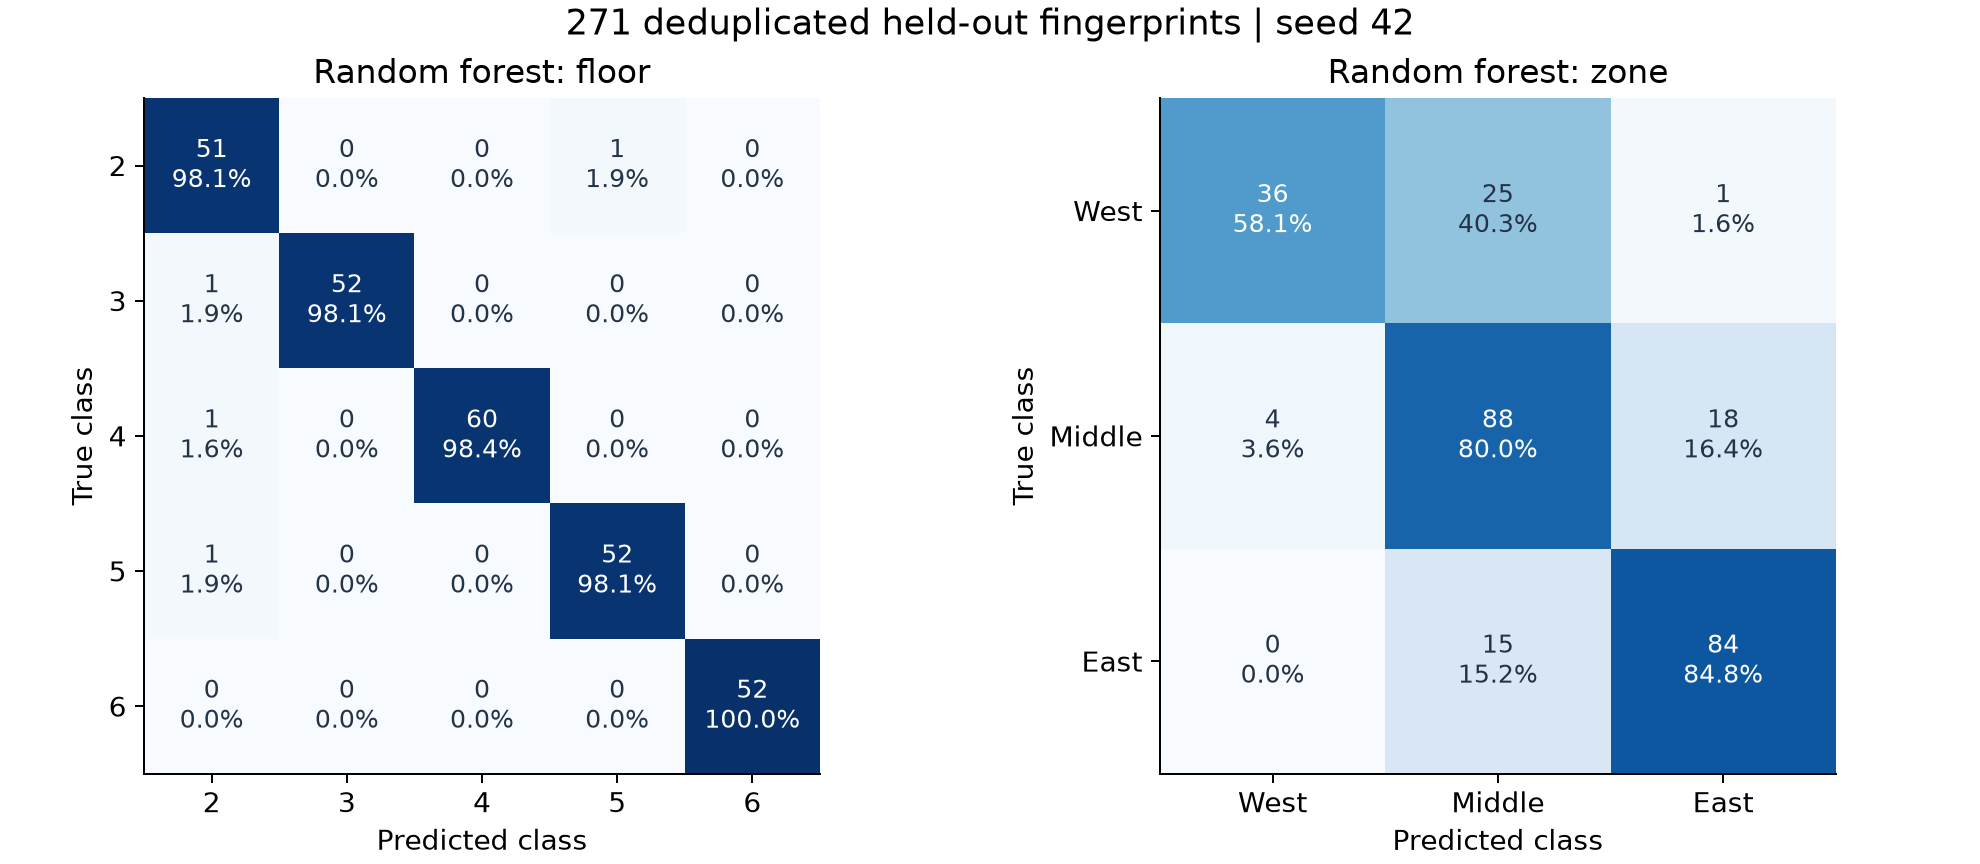 271 deduplicated held-out fingerprints | seed 42
Random forest: floor
True class
2
51 0 0 1 0
98.1% 0.0% 0.0% 1.9% 0.0%
3
1 52 0 0 0
1.9% 98.1% 0.0% 0.0% 0.0%
4
1 0 60 0 0
1.6% 0.0% 98.4% 0.0% 0.0%
5
1 0 0 52 0
1.9% 0.0% 0.0% 98.1% 0.0%
6
0 0 0 0 52
0.0% 0.0% 0.0% 0.0% 100.0%
2 3 4 5 6
Predicted class
Random forest: zone
True class
West
36 25 1
58.1% 40.3% 1.6%
Middle
4 88 18
3.6% 80.0% 16.4%
East
0 15 84
0.0% 15.2% 84.8%
West Middle East
Predicted class